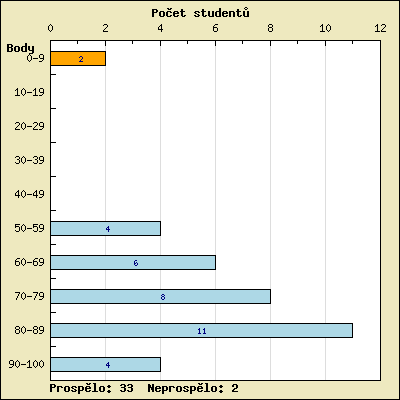 Počet studentů
0 2 4 6 8 10 12
Body
0-9 2
10-19
20-29
30-39
40-49
50-59 4
60-69 6
70-79 8
80-89 11
90-100 4
Prospělo: 33 Neprospělo: 2